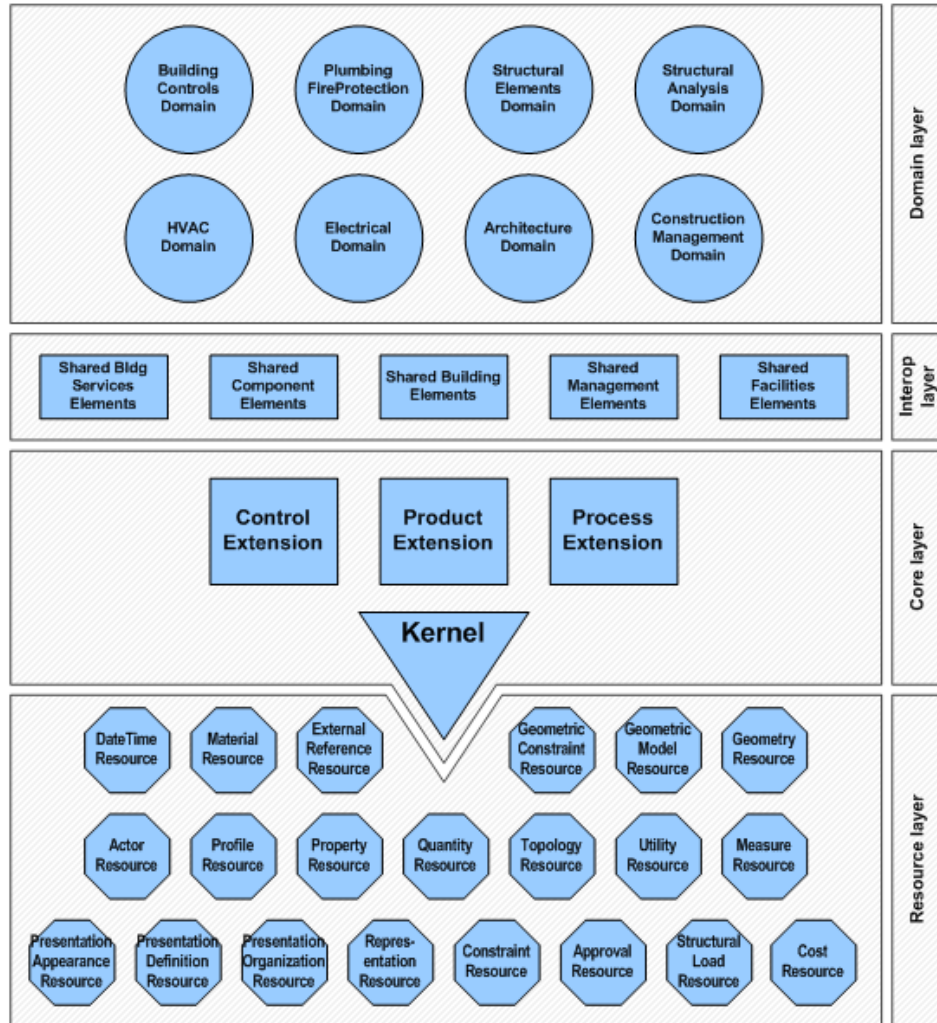 Building
Controls
Domain
Plumbing
FireProtection
Domain
Structural
Elements
Domain
Structural
Analysis
Domain
HVAC
Domain
Electrical
Domain
Architecture
Domain
Construction
Management
Domain
Domain layer
Shared Bldg
Services
Elements
Shared
Component
Elements
Shared Building
Elements
Shared
Management
Elements
Shared
Facilities
Elements
Interop
layer
Control
Extension
Product
Extension
Process
Extension
Kernel
Core layer
DateTime
Resource
Material
Resource
External
Reference
Resource
Geometric
Constraint
Resource
Geometric
Model
Resource
Geometry
Resource
Actor
Resource
Profile
Resource
Property
Resource
Quantity
Resource
Topology
Resource
Utility
Resource
Measure
Resource
Presentation
Appearance
Resource
Presentation
Definition
Resource
Presentation
Organization
Resource
Repres-
entation
Resource
Constraint
Resource
Approval
Resource
Structural
Load
Resource
Cost
Resource
Resource layer